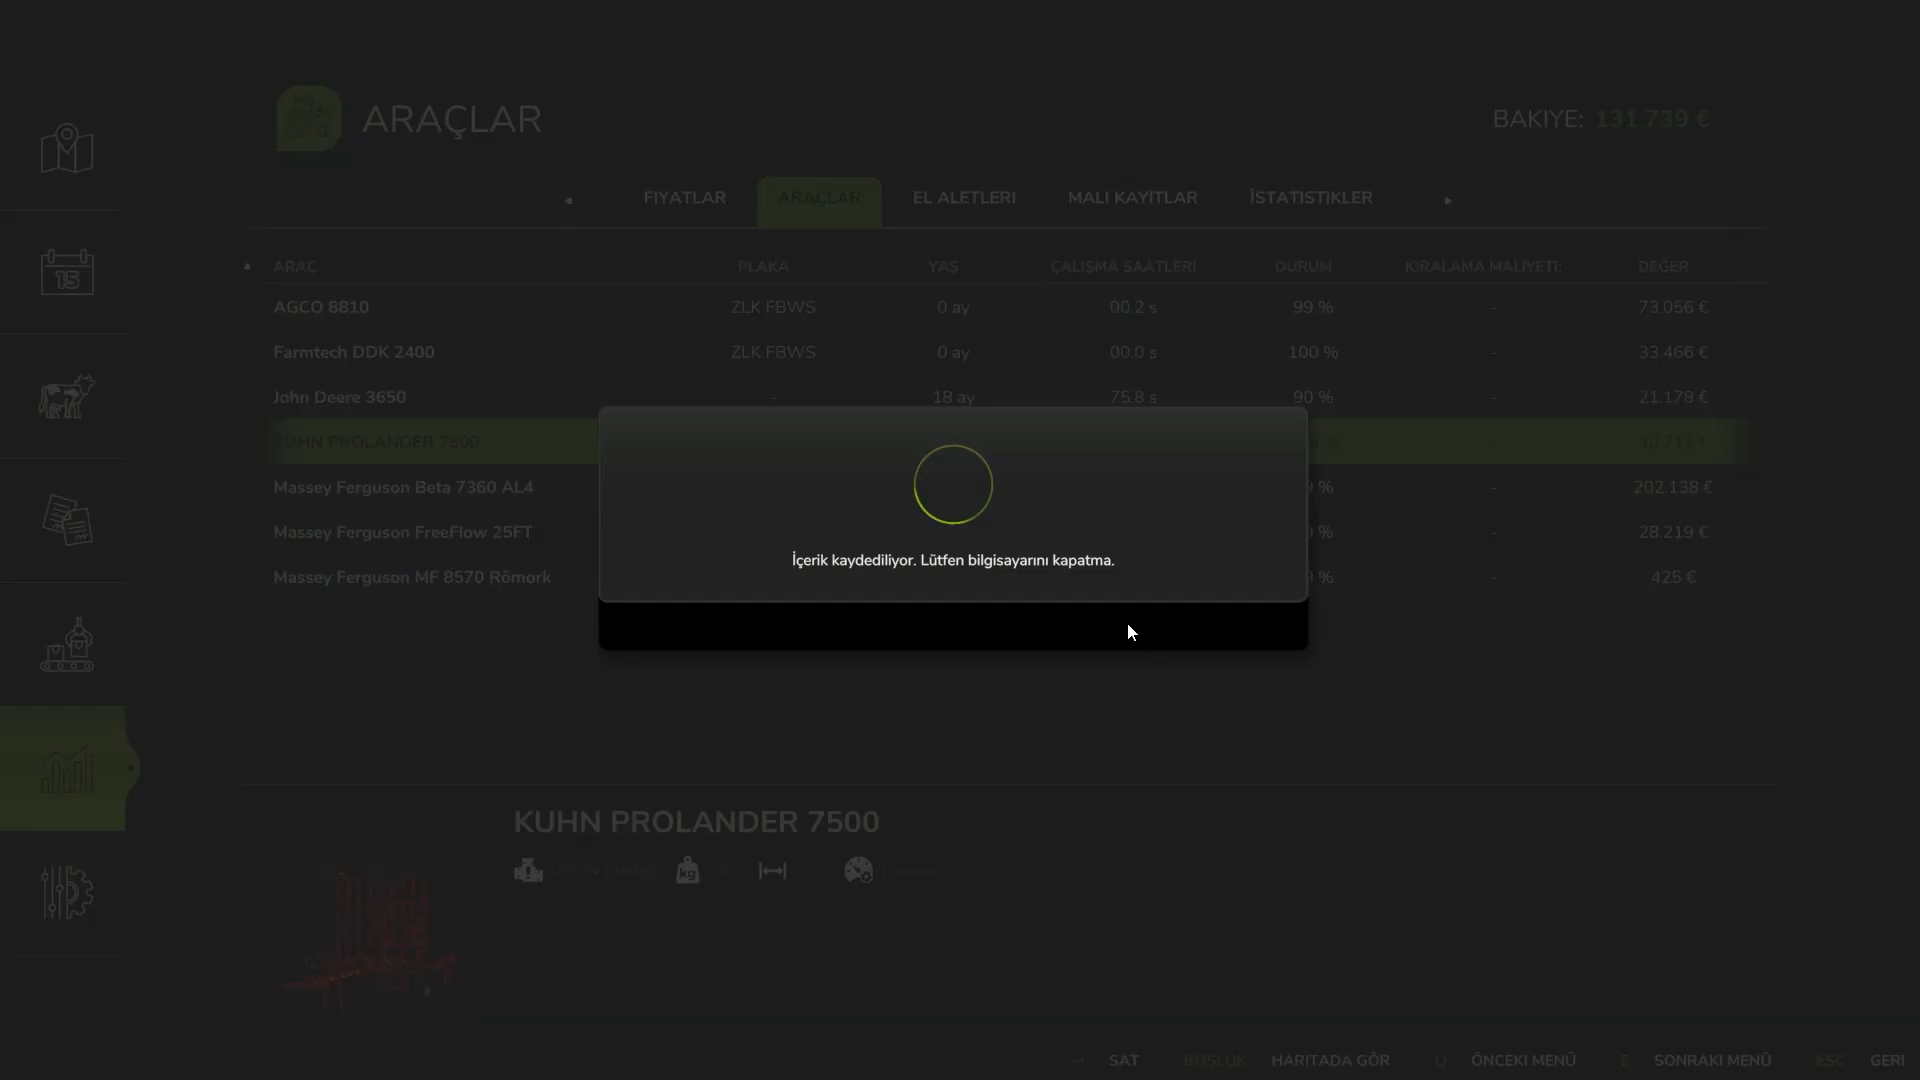 ARAÇLAR
BAKIYE: 131.739 €
FIYATLAR ARAÇLAR EL ALETLERI MALI KAYITLAR İSTATISTIKLER
ARAÇ PLAKA YAŞ ÇALIŞMA SAATLERI DURUM KIRALAMA MALIYETI: DEĞER
AGCO 8810 ZLK FBWS 0 ay 00.2 s 99 % - 73.056 €
Farmtech DDK 2400 ZLK FBWS 0 ay 00.0 s 100 % - 33.466 €
John Deere 3650 - 18 ay 75.8 s 90 % - 21.178 €
KUHN PROLANDER 7500
Massey Ferguson Beta 7360 AL4 % - 202.138 €
Massey Ferguson FreeFlow 25FT % - 28.219 €
Massey Ferguson MF 8570 Römork % - 425 €
İçerik kaydediliyor. Lütfen bilgisayarını kapatma.
15
KUHN PROLANDER 7500
kg
SAT BOŞLUK HARITADA GÖR Q ÖNCEKI MENÜ E SONRAKI MENÜ ESC GERI